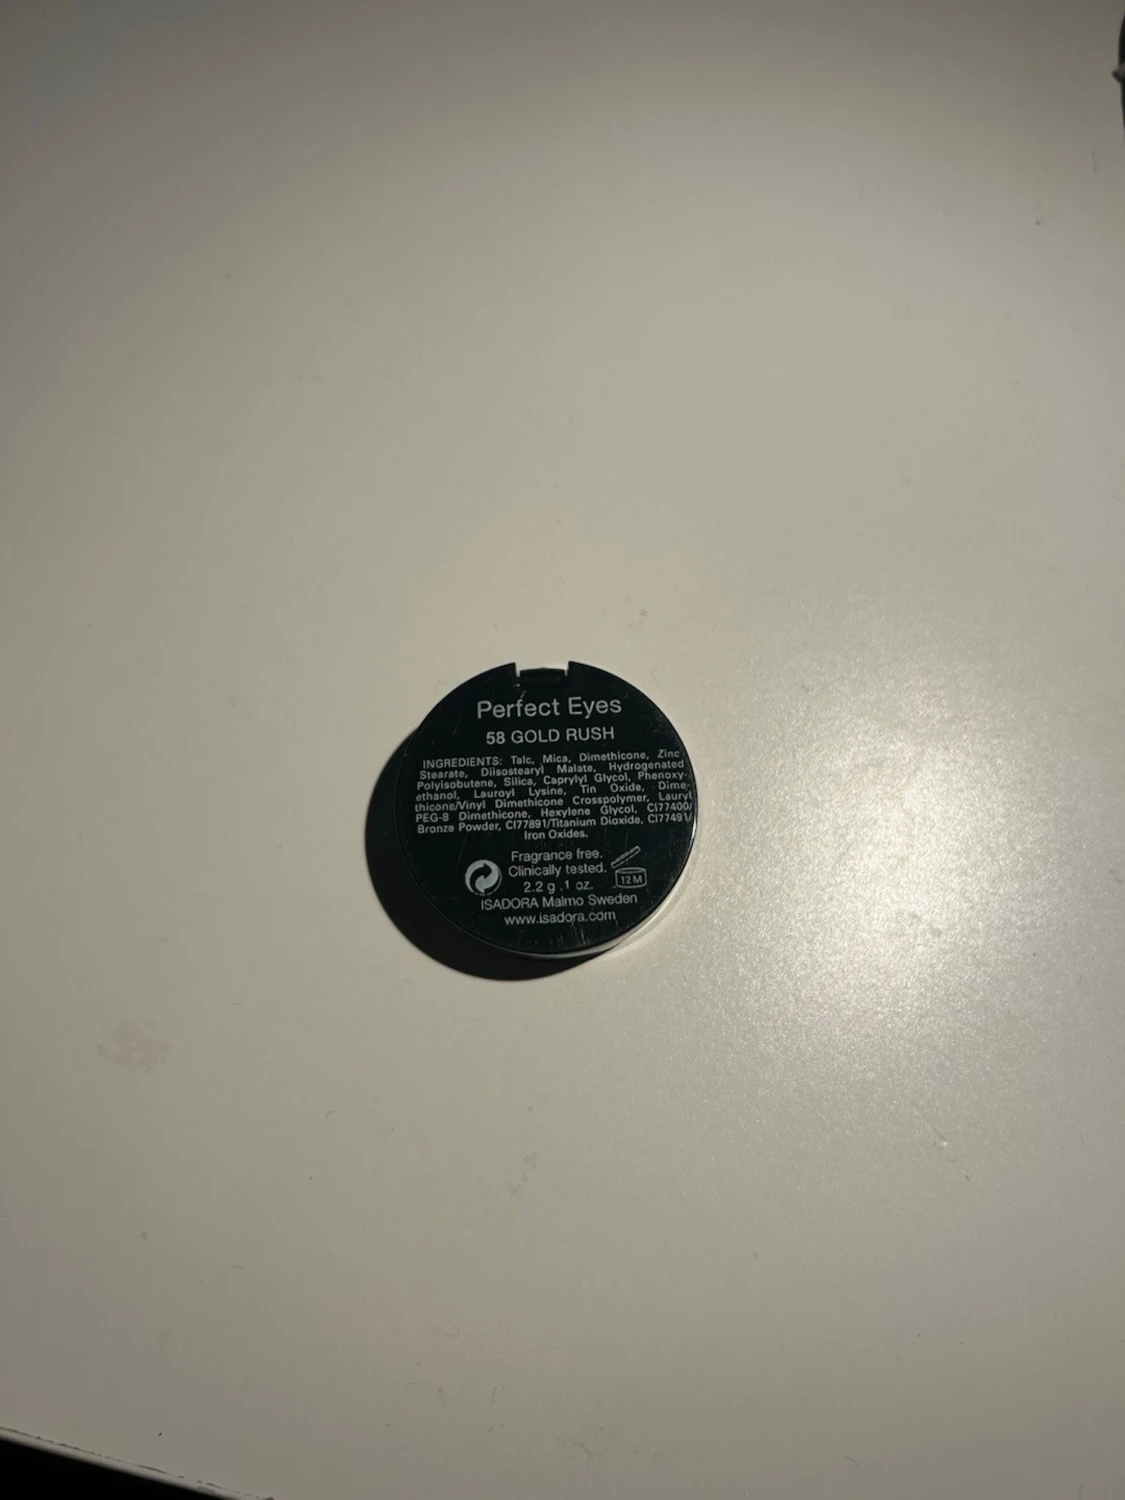 Perfect Eyes
58 GOLD RUSH
INGREDIENTS: Talc, Mica, Dimethicone, Zinc
Stearate, Diisostearyl Malate, Hydrogenated
Polyisobutene, Silica, Caprylyl Glycol, Phenoxy-
ethanol, Lauroyl Lysine, Tin Oxide, Dime-
thicone/Vinyl Dimethicone Crosspolymer, Lauryl
PEG-8 Dimethicone, Hexylene Glycol, CI77400/
Bronze Powder, CI77891/Titanium Dioxide, CI77491/
Iron Oxides.
Fragrance free.
Clinically tested.
12 M
2.2 g .1 oz.
ISADORA Malmo Sweden
www.isadora.com